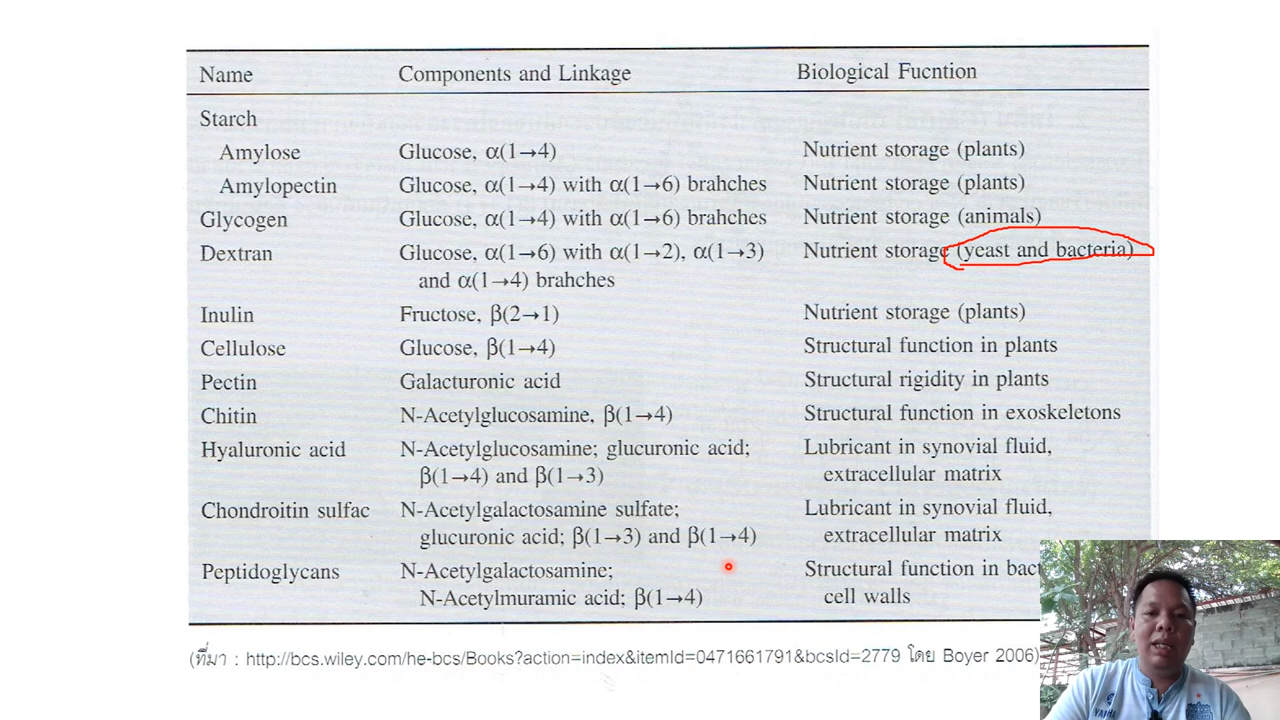 Name Components and Linkage Biological Fucntion
Starch
Amylose Glucose, α(1→4) Nutrient storage (plants)
Amylopectin Glucose, α(1→4) with α(1→6) brahches Nutrient storage (plants)
Glycogen Glucose, α(1→4) with α(1→6) brahches Nutrient storage (animals)
Dextran Glucose, α(1→6) with α(1→2), α(1→3) Nutrient storage (yeast and bacteria)
and α(1→4) brahches
Inulin Fructose, β(2→1) Nutrient storage (plants)
Cellulose Glucose, β(1→4) Structural function in plants
Pectin Galacturonic acid Structural rigidity in plants
Chitin N-Acetylglucosamine, β(1→4) Structural function in exoskeletons
Hyaluronic acid N-Acetylglucosamine; glucuronic acid; Lubricant in synovial fluid,
β(1→4) and β(1→3) extracellular matrix
Chondroitin sulfac N-Acetylgalactosamine sulfate; Lubricant in synovial fluid,
glucuronic acid; β(1→3) and β(1→4) extracellular matrix
Peptidoglycans N-Acetylgalactosamine; Structural function in
N-Acetylmuramic acid; β(1→4) cell walls
(ที่มา : http://bcs.wiley.com/he-bcs/Books?action=index&itemId=0471661791&bcsId=2779 โดย Boyer 2006)